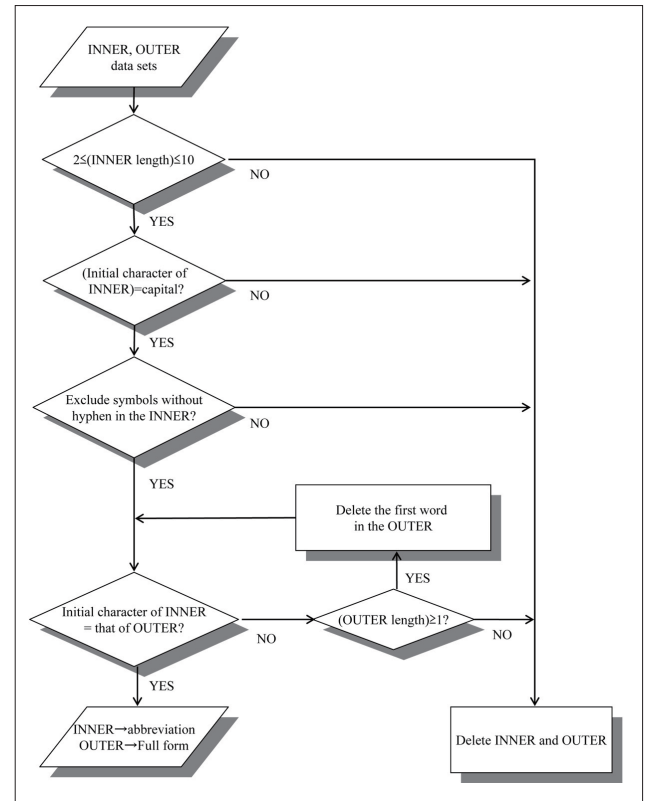 INNER, OUTER
data sets
2≤(INNER length)≤10
NO
YES
(Initial character of
INNER)=capital?
NO
YES
Exclude symbols without
hyphen in the INNER?
NO
YES
Delete the first word
in the OUTER
YES
Initial character of INNER
= that of OUTER?
NO
(OUTER length)≥1?
NO
YES
INNER→abbreviation
OUTER→Full form
Delete INNER and OUTER